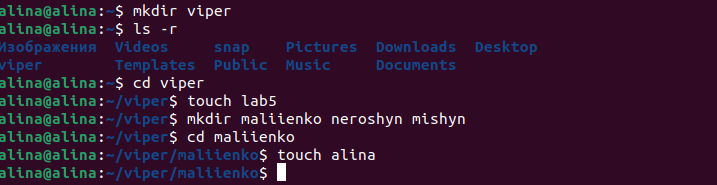 alina@alina:~$ mkdir viper
alina@alina:~$ ls -r
Изображения  Videos     snap    Pictures  Downloads  Desktop
viper        Templates  Public  Music     Documents
alina@alina:~$ cd viper
alina@alina:~/viper$ touch lab5
alina@alina:~/viper$ mkdir maliienko neroshyn mishyn
alina@alina:~/viper$ cd maliienko
alina@alina:~/viper/maliienko$ touch alina
alina@alina:~/viper/maliienko$